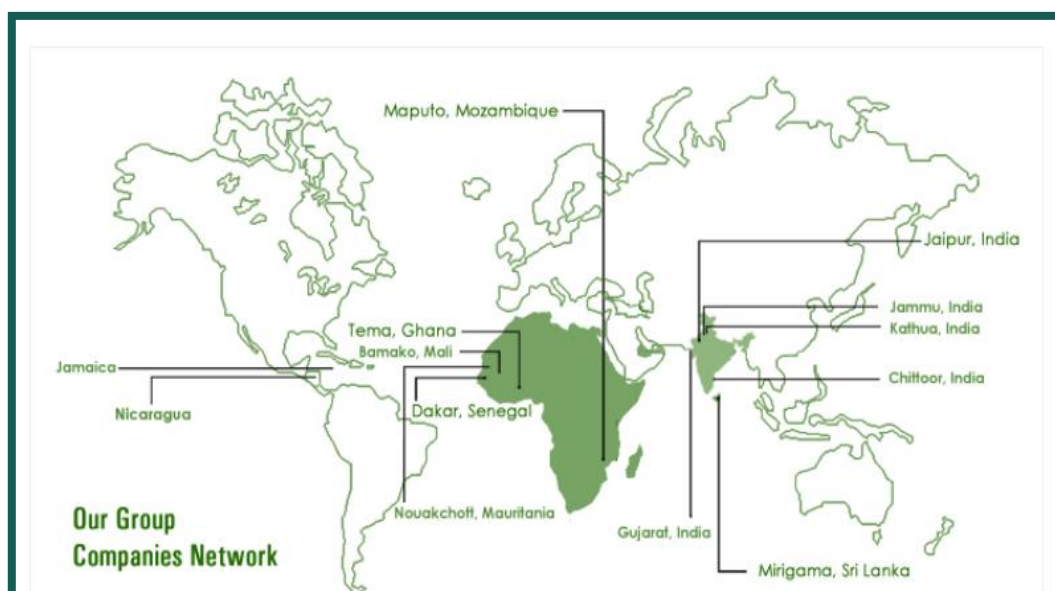 Maputo, Mozambique
Jaipur, India
Jammu, India
Tema, Ghana
Kathua, India
Bamako, Mali
Jamaica
Chittoor, India
Nicaragua
Dakar, Senegal
Nouakchott, Mauritania
Our Group
Companies Network
Gujarat, India
Mirigama, Sri Lanka